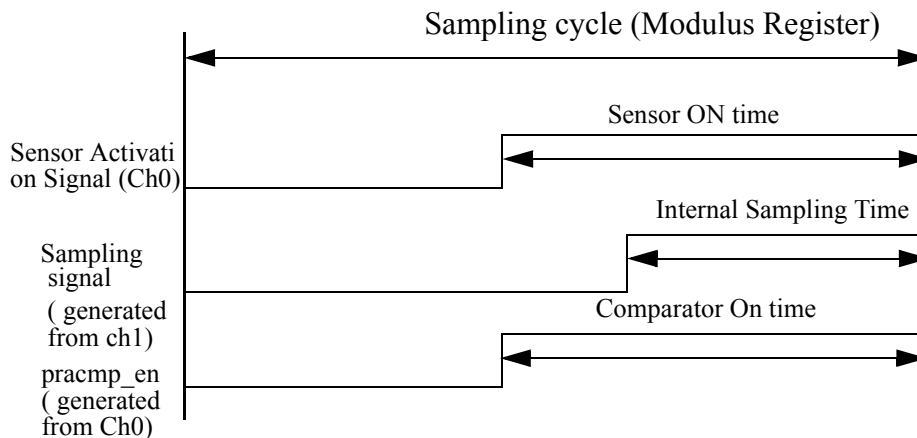 Sampling cycle (Modulus Register)
Sensor ON time
Sensor Activati
on Signal (Ch0)
Internal Sampling Time
Sampling
signal
( generated
from ch1)
Comparator On time
pracmp_en
( generated
from Ch0)